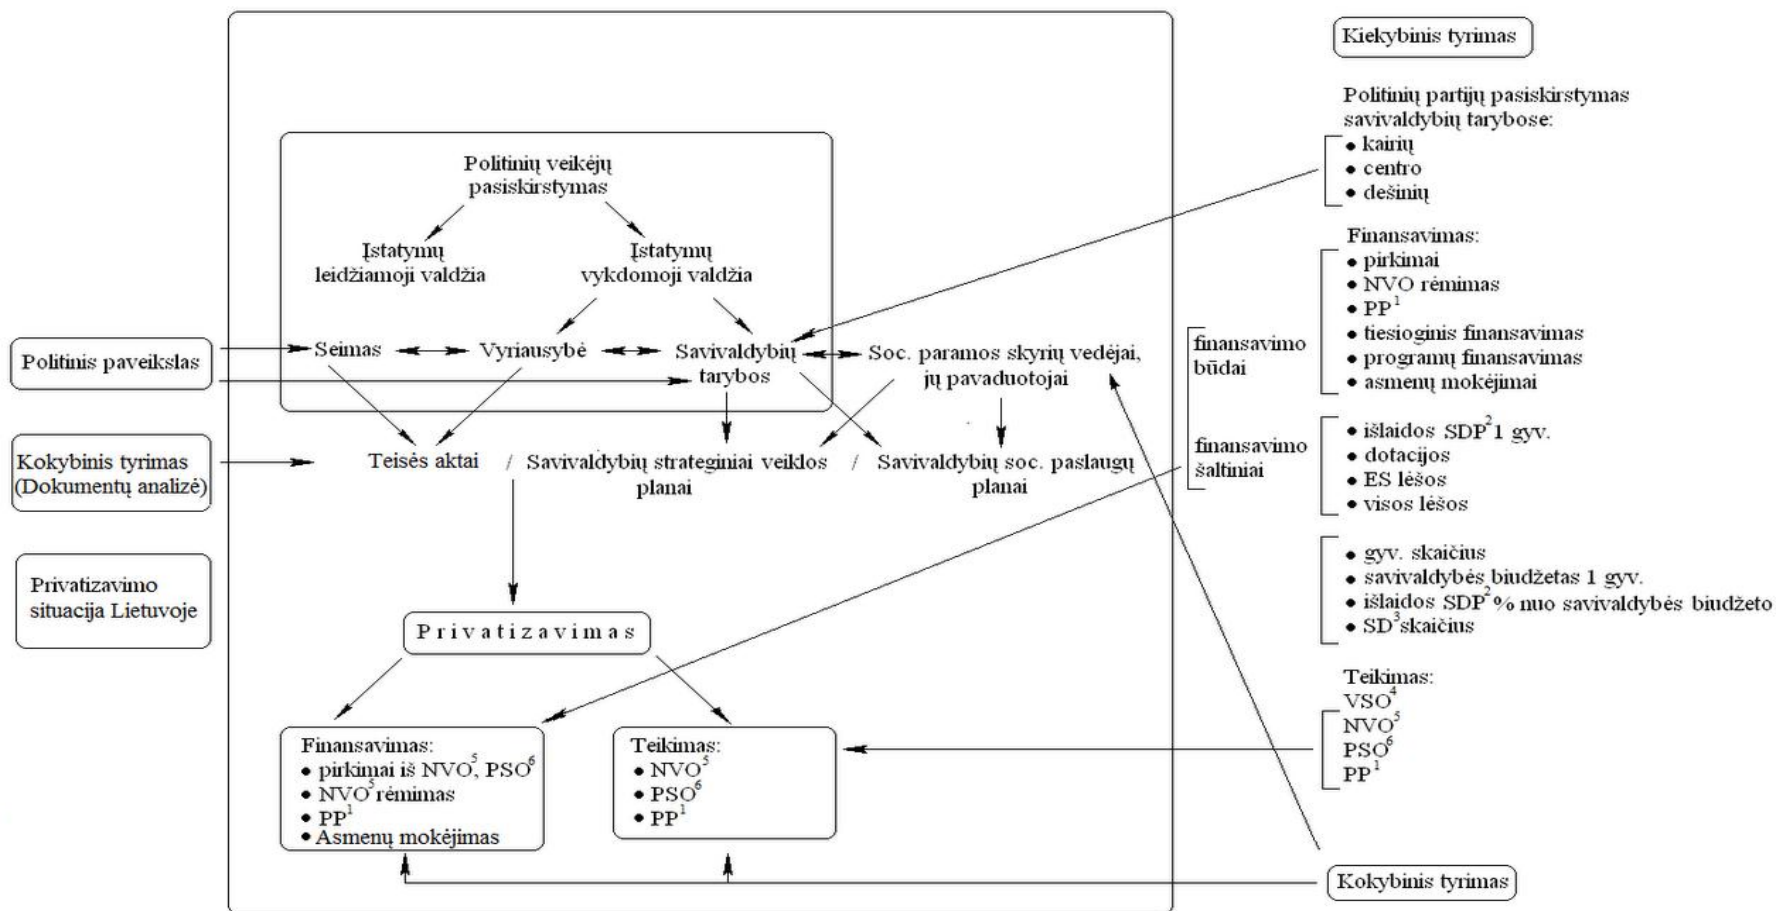 Kiekybinis tyrimas
Politinių partijų pasiskirstymas
savivaldybių tarybose:
• kairių
• centro
• dešinių
Politinių veikėjų
pasiskirstymas
Įstatymų
leidžiamoji valdžia
Įstatymų
vykdomoji valdžia
Finansavimas:
• pirkimai
• NVO rėmimas
• PP¹
• tiesioginis finansavimas
• programų finansavimas
• asmenų mokėjimai
finansavimo
būdai
Politinis paveikslas
Seimas
Vyriausybė
Savivaldybių
tarybos
Soc. paramos skyrių vedėjai,
jų pavaduotojai
finansavimo
šaltiniai
• išlaidos SDP² 1 gyv.
• dotacijos
• ES lėšos
• visos lėšos
Kokybinis tyrimas
(Dokumentų analizė)
Teisės aktai
/ Savivaldybių strateginiai veiklos
planai
/ Savivaldybių soc. paslaugų
planai
• gyv. skaičius
• savivaldybės biudžetas 1 gyv.
• išlaidos SDP² % nuo savivaldybės biudžeto
• SD³ skaičius
Privatizavimo
situacija Lietuvoje
Privatizavimas
Teikimas:
VSO⁴
NVO⁵
PSO⁶
PP¹
Finansavimas:
• pirkimai iš NVO⁵, PSO⁶
• NVO⁵ rėmimas
• PP¹
• Asmenų mokėjimas
Teikimas:
• NVO⁵
• PSO⁶
• PP¹
Kokybinis tyrimas